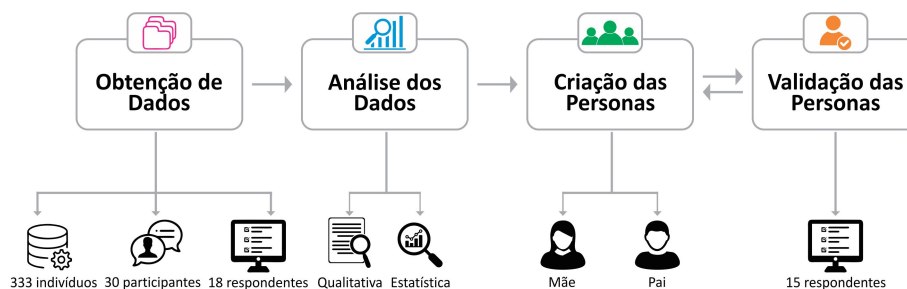 Obtenção de
Dados
Análise dos
Dados
Criação das
Personas
Validação das
Personas
333 indivíduos
30 participantes
18 respondentes
Qualitativa
Estatística
Mãe
Pai
15 respondentes